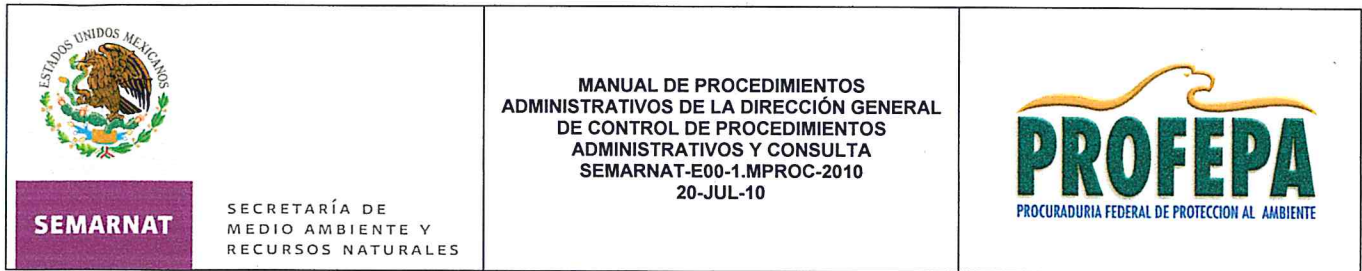 ESTADOS UNIDOS MEXICANOS
SEMARNAT
SECRETARÍA DE
MEDIO AMBIENTE Y
RECURSOS NATURALES
MANUAL DE PROCEDIMIENTOS
ADMINISTRATIVOS DE LA DIRECCIÓN GENERAL
DE CONTROL DE PROCEDIMIENTOS
ADMINISTRATIVOS Y CONSULTA
SEMARNAT-E00-1.MPROC-2010
20-JUL-10
PROFEPA
PROCURADURIA FEDERAL DE PROTECCION AL AMBIENTE